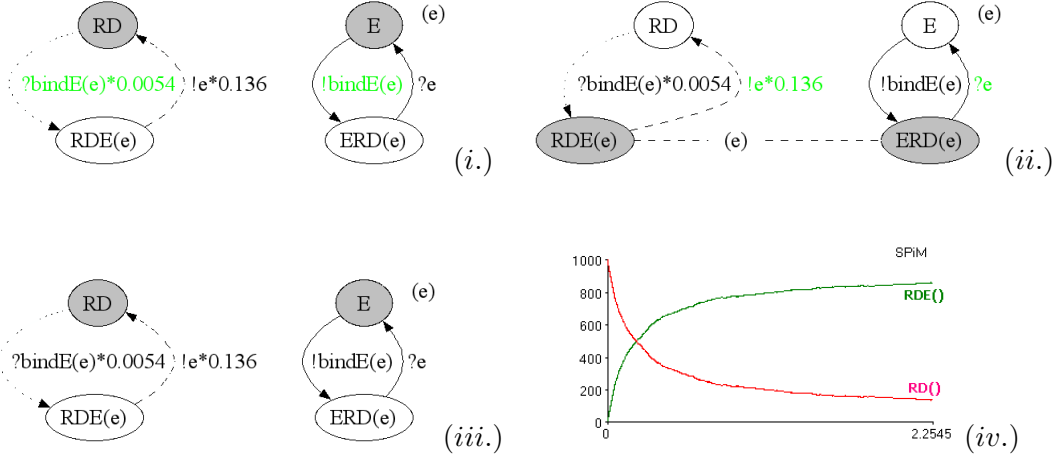 RD E (e)
?bindE(e)*0.0054 !e*0.136 !bindE(e) ?e
RDE(e) ERD(e)
(i.)
RD E (e)
?bindE(e)*0.0054 !e*0.136 !bindE(e) ?e
RDE(e) (e) ERD(e)
(ii.)
RD E (e)
?bindE(e)*0.0054 !e*0.136 !bindE(e) ?e
RDE(e) ERD(e)
(iii.)
SPiM
1000
RDE()
800
600
400
200
RD()
0
0 2.2545
(iv.)